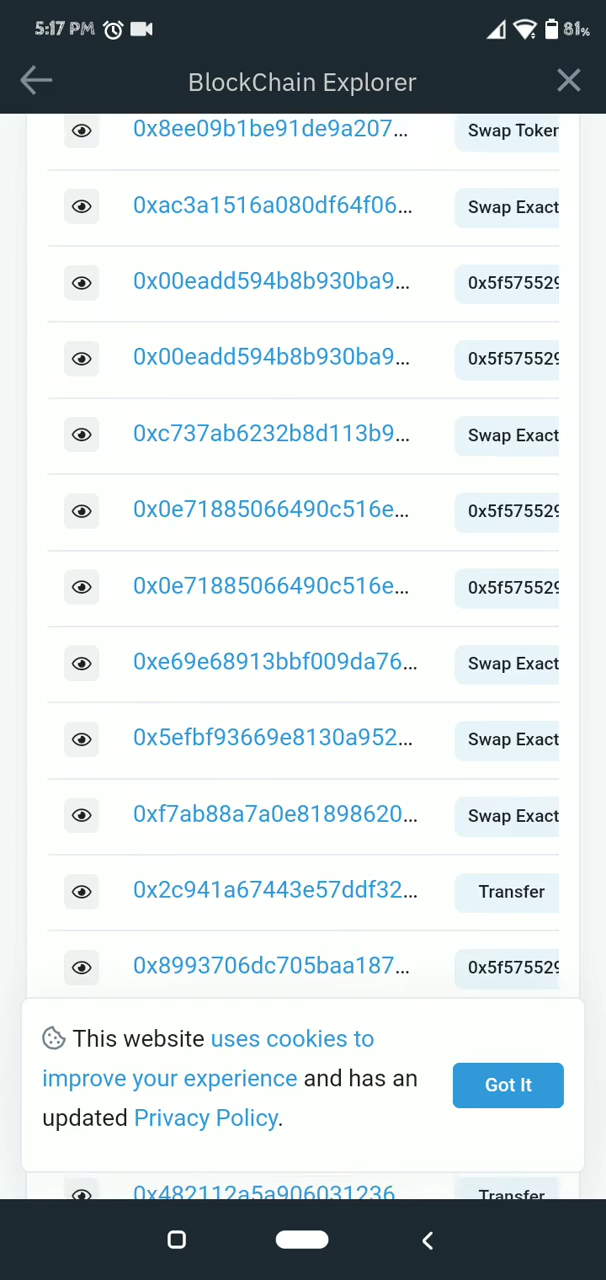 5:17 PM 81%
BlockChain Explorer
0x8ee09b1be91de9a207... Swap Token
0xac3a1516a080df64f06... Swap Exact
0x00eadd594b8b930ba9... 0x5f575529
0x00eadd594b8b930ba9... 0x5f575529
0xc737ab6232b8d113b9... Swap Exact
0x0e71885066490c516e... 0x5f575529
0x0e71885066490c516e... 0x5f575529
0xe69e68913bbf009da76... Swap Exact
0x5efbf93669e8130a952... Swap Exact
0xf7ab88a7a0e81898620... Swap Exact
0x2c941a67443e57ddf32... Transfer
0x8993706dc705baa187... 0x5f575529
This website uses cookies to
improve your experience and has an
updated Privacy Policy.
Got It
0x482112a5a906031236 Transfer